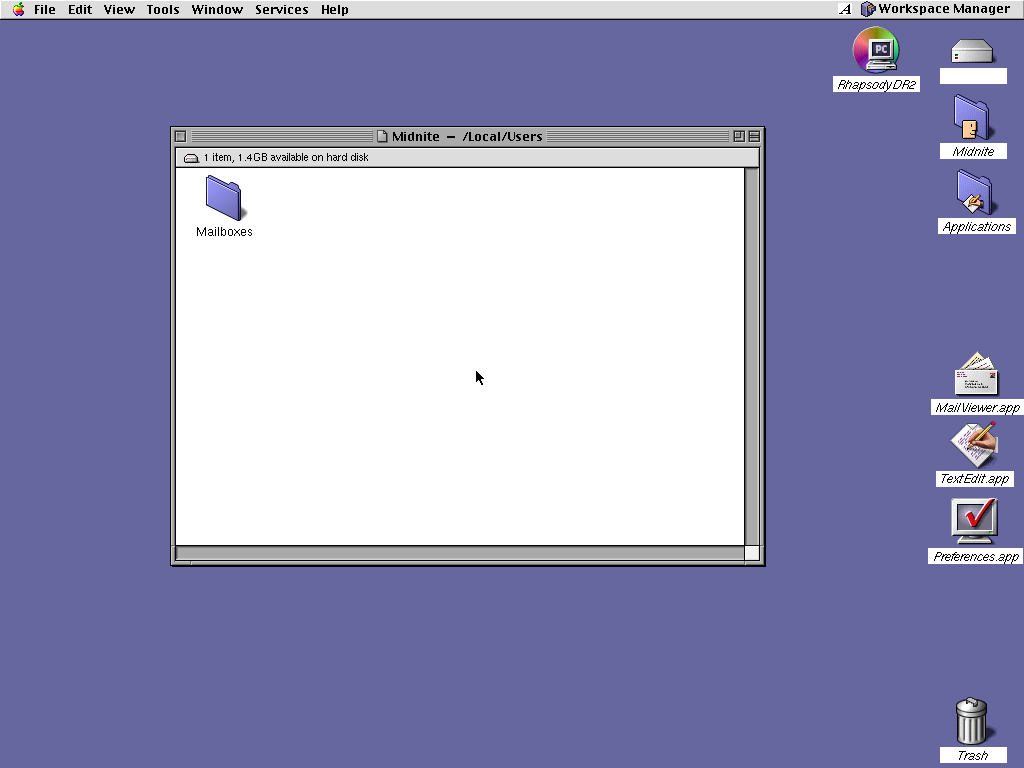 File Edit View Tools Window Services Help A Workspace Manager
PC
RhapsodyDR2
Midnite
Applications
Midnite — /Local/Users
1 item, 1.4GB available on hard disk
Mailboxes
MailViewer.app
TextEdit.app
Preferences.app
Trash